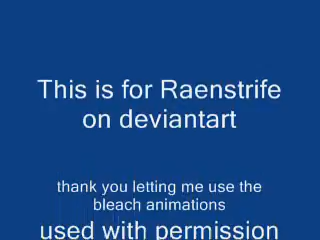 This is for Raenstrife
on deviantart
thank you letting me use the
bleach animations
used with permission